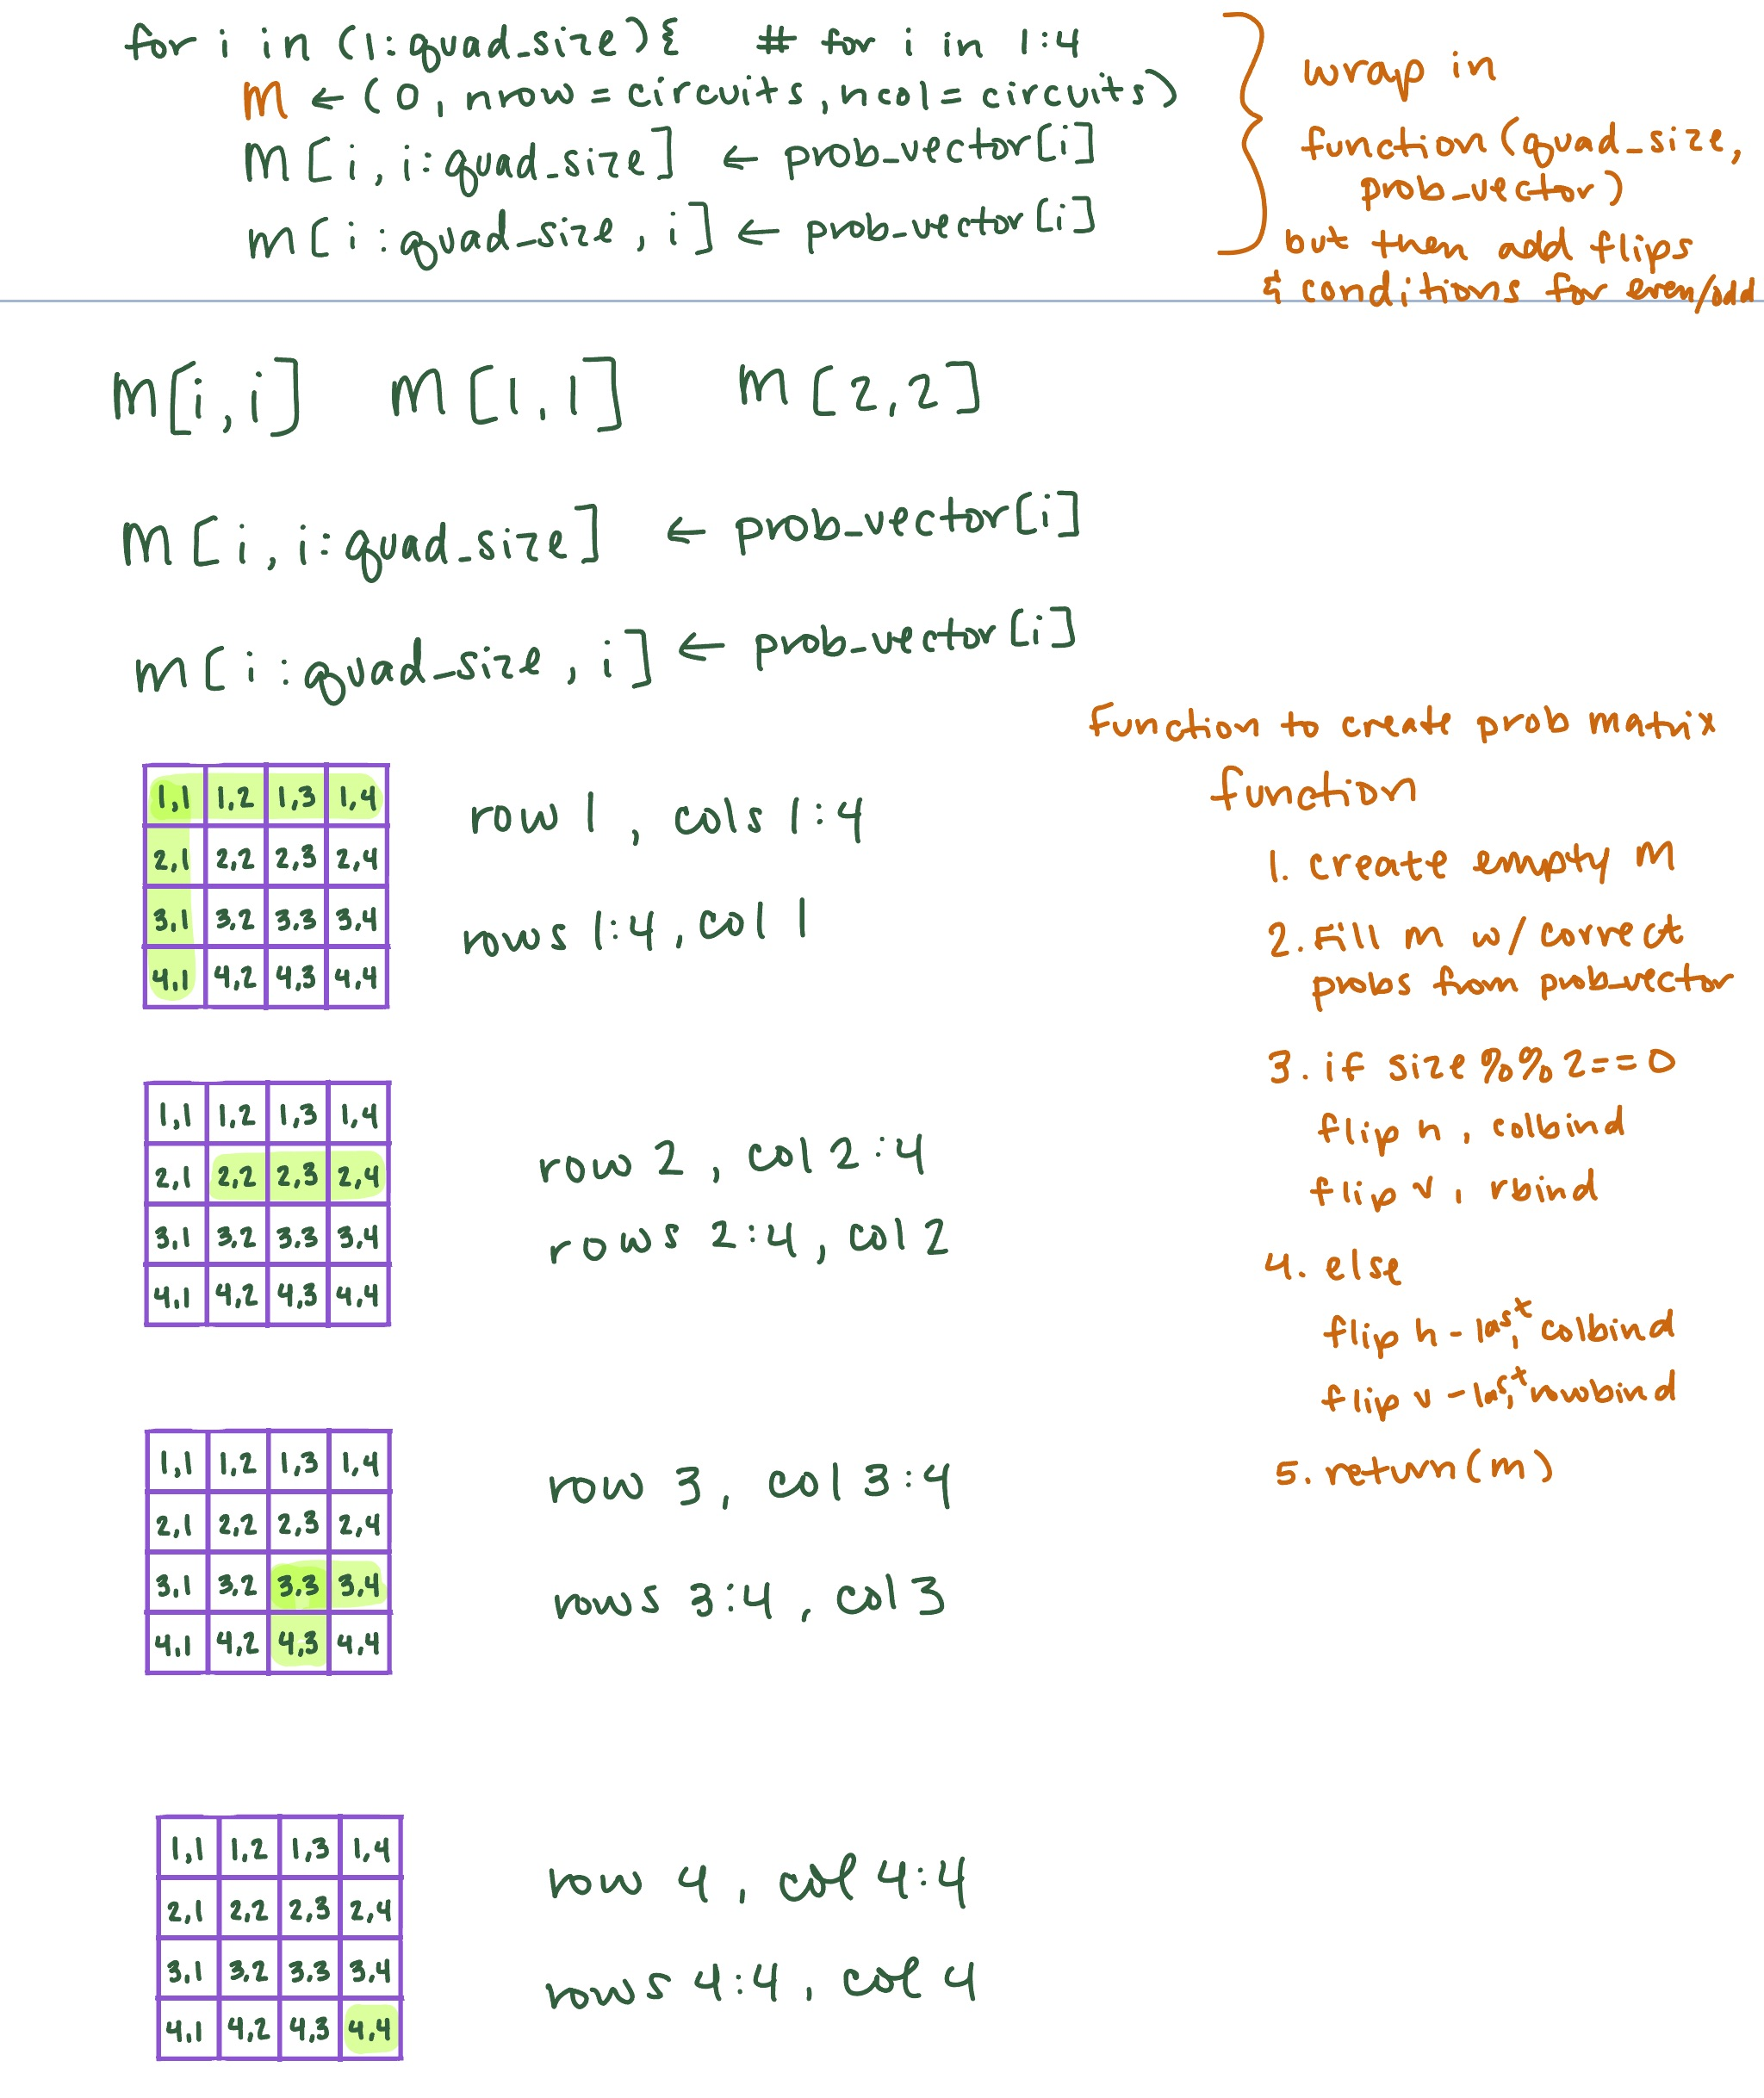 for i in (1:quad_size){    # for i in 1:4
m ← (0, nrow = circuits, ncol = circuits)
m[i, i:quad_size] ← prob_vector[i]
m[i:quad_size, i] ← prob_vector[i]
wrap in
function(quad_size,
prob_vector)
but then add flips
& conditions for even/odd
M[i,i]    M[1,1]    M[2,2]
M[i, i:quad_size] ← prob_vector[i]
m[i:quad_size, i] ← prob_vector[i]
1,1 1,2 1,3 1,4
2,1 2,2 2,3 2,4
3,1 3,2 3,3 3,4
4,1 4,2 4,3 4,4
row 1, cols 1:4
rows 1:4, col 1
1,1 1,2 1,3 1,4
2,1 2,2 2,3 2,4
3,1 3,2 3,3 3,4
4,1 4,2 4,3 4,4
row 2, col 2:4
rows 2:4, col 2
1,1 1,2 1,3 1,4
2,1 2,2 2,3 2,4
3,1 3,2 3,3 3,4
4,1 4,2 4,3 4,4
row 3, col 3:4
rows 3:4, col 3
1,1 1,2 1,3 1,4
2,1 2,2 2,3 2,4
3,1 3,2 3,3 3,4
4,1 4,2 4,3 4,4
row 4, col 4:4
rows 4:4, col 4
Function to create prob matrix
function
1. create empty M
2. Fill m w/ correct
probs from prob_vector
3. if size %% 2==0
flip h, colbind
flip v, rbind
4. else
flip h - last, colbind
flip v - last, rowbind
5. return(m)